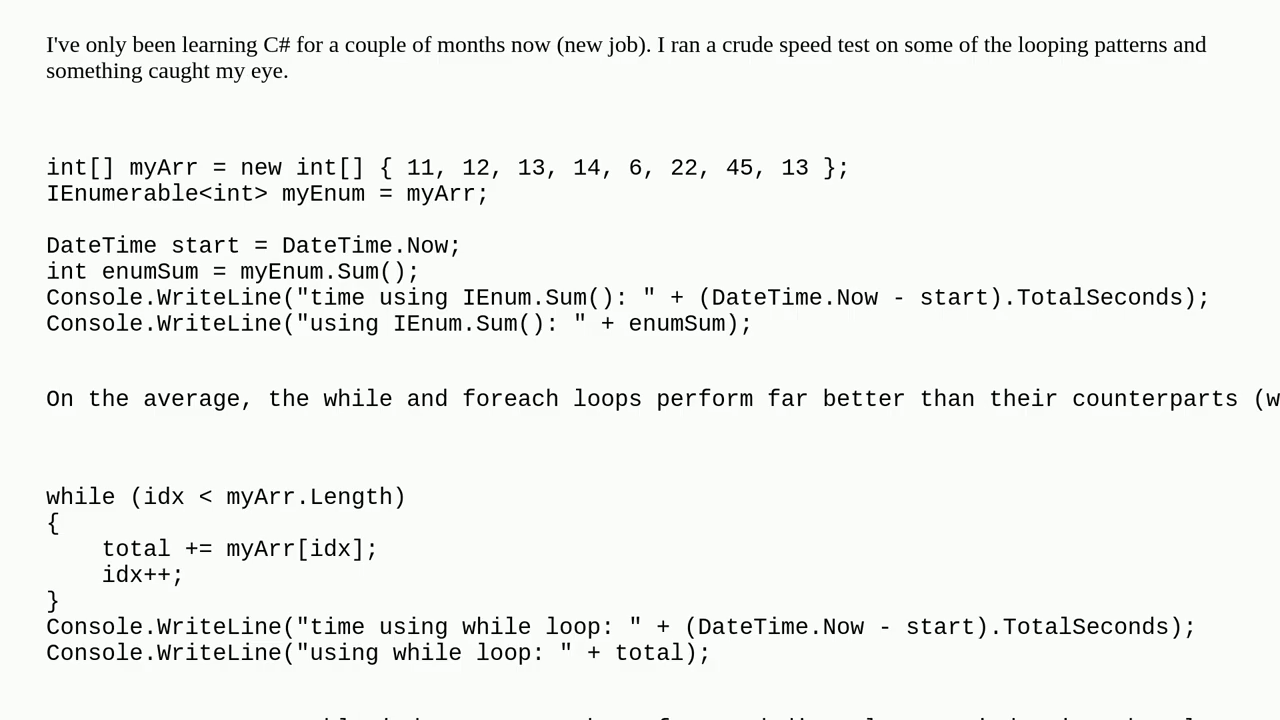 I've only been learning C# for a couple of months now (new job). I ran a crude speed test on some of the looping patterns and
something caught my eye.
int[] myArr = new int[] { 11, 12, 13, 14, 6, 22, 45, 13 };
IEnumerable<int> myEnum = myArr;
DateTime start = DateTime.Now;
int enumSum = myEnum.Sum();
Console.WriteLine("time using IEnum.Sum(): " + (DateTime.Now - start).TotalSeconds);
Console.WriteLine("using IEnum.Sum(): " + enumSum);
On the average, the while and foreach loops perform far better than their counterparts (w
while (idx < myArr.Length)
{
    total += myArr[idx];
    idx++;
}
Console.WriteLine("time using while loop: " + (DateTime.Now - start).TotalSeconds);
Console.WriteLine("using while loop: " + total);